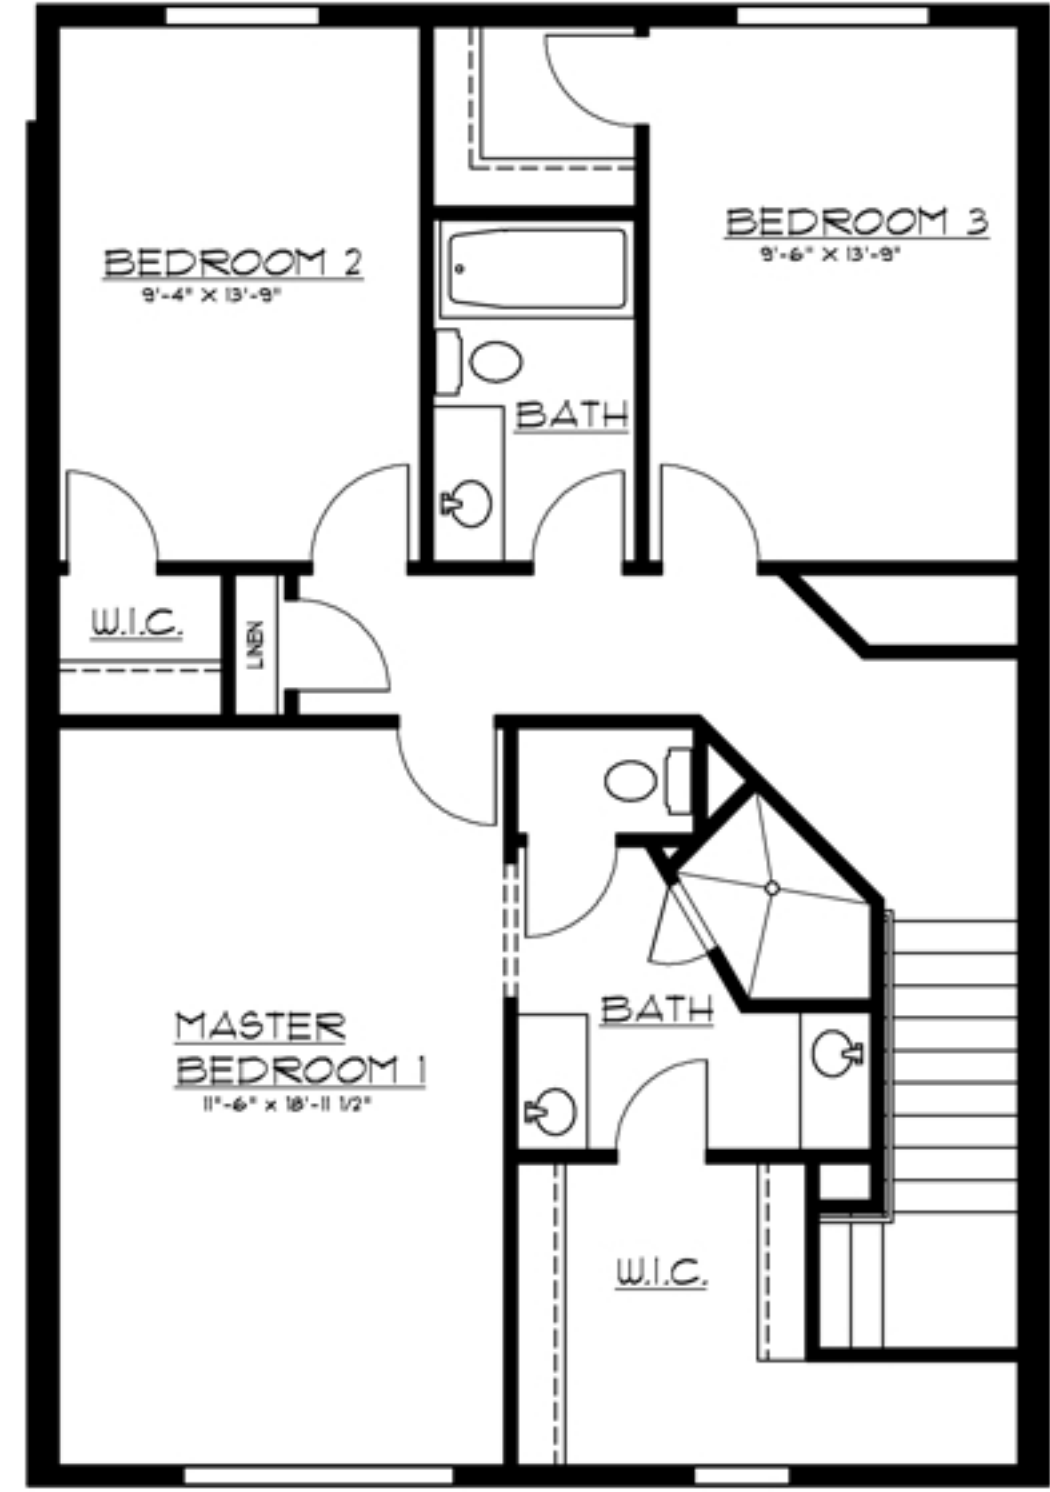 BEDROOM 2
9'-4" X 13'-9"
BEDROOM 3
9'-6" X 13'-9"
BATH
W.I.C.
LINEN
MASTER
BEDROOM 1
11"-6" x 18'-11 1/2"
BATH
W.I.C.